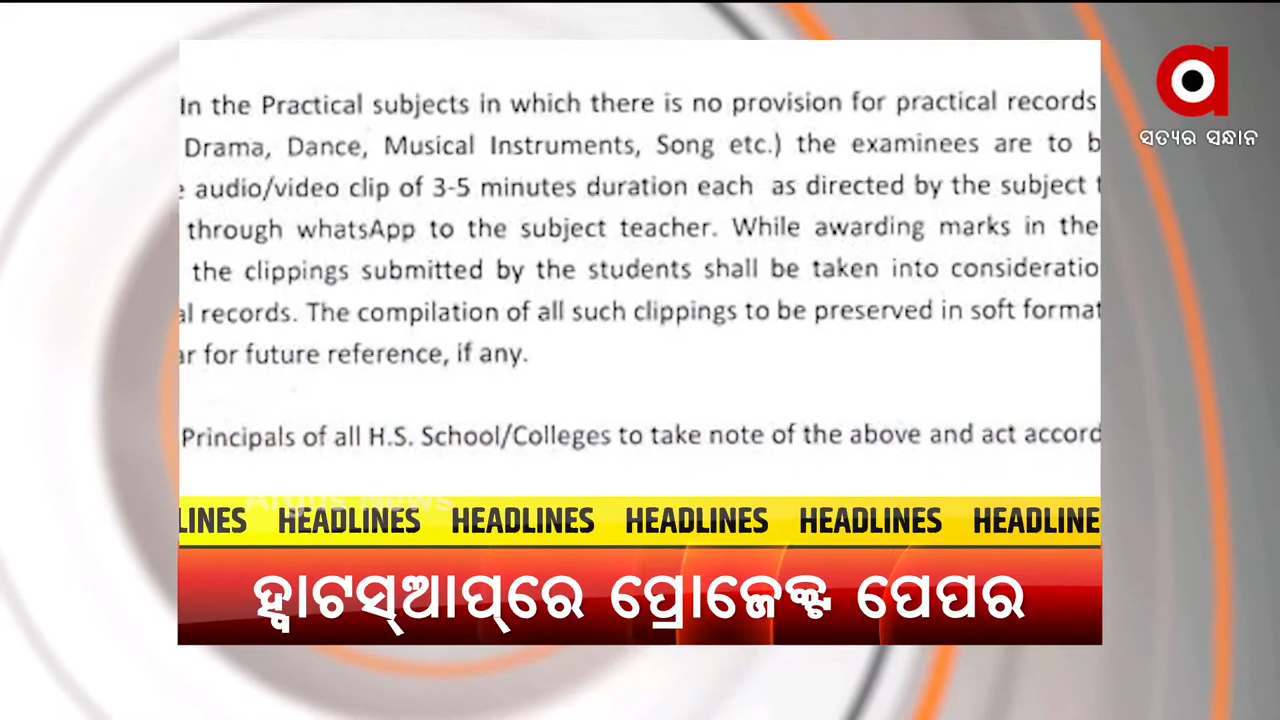 In the Practical subjects in which there is no provision for practical records
Drama, Dance, Musical Instruments, Song etc.) the examinees are to b
audio/video clip of 3-5 minutes duration each as directed by the subject t
through whatsApp to the subject teacher. While awarding marks in the
the clippings submitted by the students shall be taken into consideratio
al records. The compilation of all such clippings to be preserved in soft format
ar for future reference, if any.
Principals of all H.S. School/Colleges to take note of the above and act accord
ସତ୍ୟର ସନ୍ଧାନ
Argus News
LINES HEADLINES HEADLINES HEADLINES HEADLINES HEADLINE
ହ୍ୱାଟସ୍ଆପ୍‌ରେ ପ୍ରୋଜେକ୍ଟ ପେପର